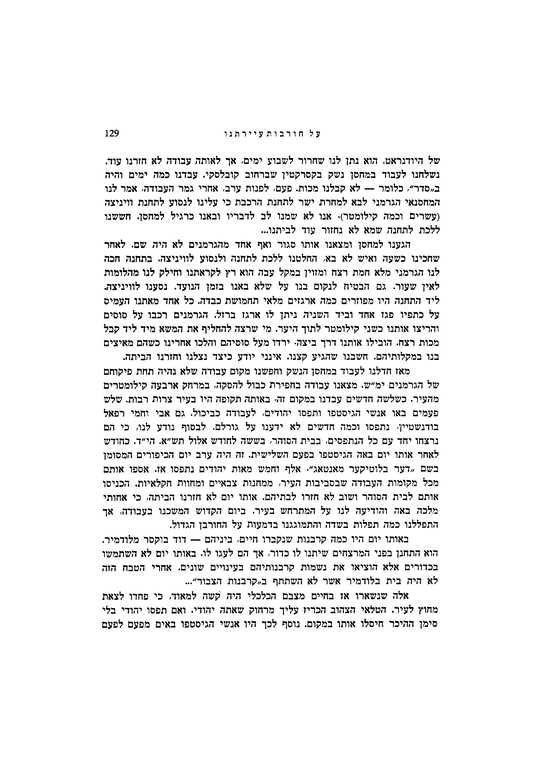 על חורבות עיירתנו 129
של היודנראט. הוא נתן לנו שחרור לשבוע ימים, אך לאותה עבודה לא חזרנו עוד.
נשלחנו לעבוד במחסן נשק בקסרקטין שברחוב קובלסקי. עבדנו כמה ימים והיה
ב„סדר", כלומר — לא קבלנו מכות. פעם, לפנות ערב, אחרי גמר העבודה, אמר לנו
המחסנאי הגרמני לבא למחרת ישר לתחנת הרכבת כי עלינו לנסוע לתחנת ווניצה
(עשרים וכמה קילומטר). אנו לא שמנו לב לדבריו ובאנו כרגיל למחסן. חששנו
ללכת לתחנה שמא לא נחזור עוד לביתנו...
הגענו למחסן ומצאנו אותו סגור ואף אחד מהגרמנים לא היה שם. לאחר
שחכינו כשעה ואיש לא בא, החלטנו ללכת לתחנה ולנסוע לווניצה. בתחנה חכה
לנו הגרמני מלא חמת רצח ומזוין במקל עבה הוא רץ לקראתנו וחילק לנו מהלומות
לאין שעור. גם הבטיח לנקום בנו על שלא באנו בזמן הנועד. נסענו לווניצה.
ליד התחנה היו מפוזרים כמה ארגזים מלאי תחמושת כבדה. כל אחד מאתנו העמיס
על כתפיו פגז אחד וביד השניה ניתן לו ארגז ברזל. הגרמנים רכבו על סוסים
והריצו אותנו כשני קילומטר לתוך היער. מי שרצה להחליף את המשא מיד ליד קבל
מכות רצח. הובילו אותנו דרך ביצה. ירדו מעל סוסיהם והלכו אחרינו כשהם מאיצים
בנו במקלותיהם. חשבנו שהגיע קצנו. אינני יודע כיצד נצלנו וחזרנו הביתה.
מאז חדלנו לעבוד במחסן הנשק וחפשנו מקום עבודה שלא נהיה תחת פיקוחם
של הגרמנים ימ"ש. מצאנו עבודה בחפירת כבול להסקה, במרחק ארבעה קילומטרים
מהעיר. כשלשה חדשים עבדנו במקום זה. באותה תקופה היו בעיר צרות רבות. שלש
פעמים באו אנשי הגיסטפו ותפסו יהודים, לעבודה כביכול. גם אבי וחמי רפאל
בודנשטיין, נתפסו וכמה חדשים לא ידענו על גורלם. לבסוף נודע לנו, כי הם
נרצחו יחד עם כל הנתפסים, בבית הסוהר, בששה לחודש אלול תש"א. הי"ד. כחודש
לאחר אותו יום באה הגיסטפו בפעם השלישית. זה היה ערב יום הכיפורים המסומן
בשם „דער בלוטיקער מאנטאג". אלף וחמש מאות יהודים נתפסו אז. אספו אותם
מכל מקומות העבודה שבסביבות העיר, ממחנות צבאיים ומחוות חקלאיות. הכניסו
אותם לבית הסוהר ושוב לא חזרו לבתיהם. אותו יום לא חזרנו הביתה, כי אחותי
מלכה באה והודיעה לנו על המתרחש בעיר. ביום הקדוש המשכנו בעבודה, אך
התפללנו כמה תפלות בשדה והתמוגגנו בדמעות על החורבן הגדול.
באותו יום היו כמה קרבנות שנקברו חיים, ביניהם — דוד בוקסר מלודמיר.
הוא התחנן בפני המרצחים שיתנו לו כדור, אך הם לעגו לו. באותו יום לא השתמשו
בכדורים אלא הוציאו את נשמות קרבנותיהם בעינויים שונים. אחרי הטבח הזה
לא היה בית בלודמיר אשר לא השתתף ב„קרבנות הצבור"...
אלה שנשארו אז בחיים מצבם הכלכלי היה קשה למאוד, כי פחדו לצאת
מחוץ לעיר. הטלאי הצהוב הכריז עליך מרחוק שאתה יהודי. ואם תפסו יהודי בלי
סימן ההיכר חיסלו אותו במקום. נוסף לכך היו אנשי הגיסטפו באים מפעם לפעם